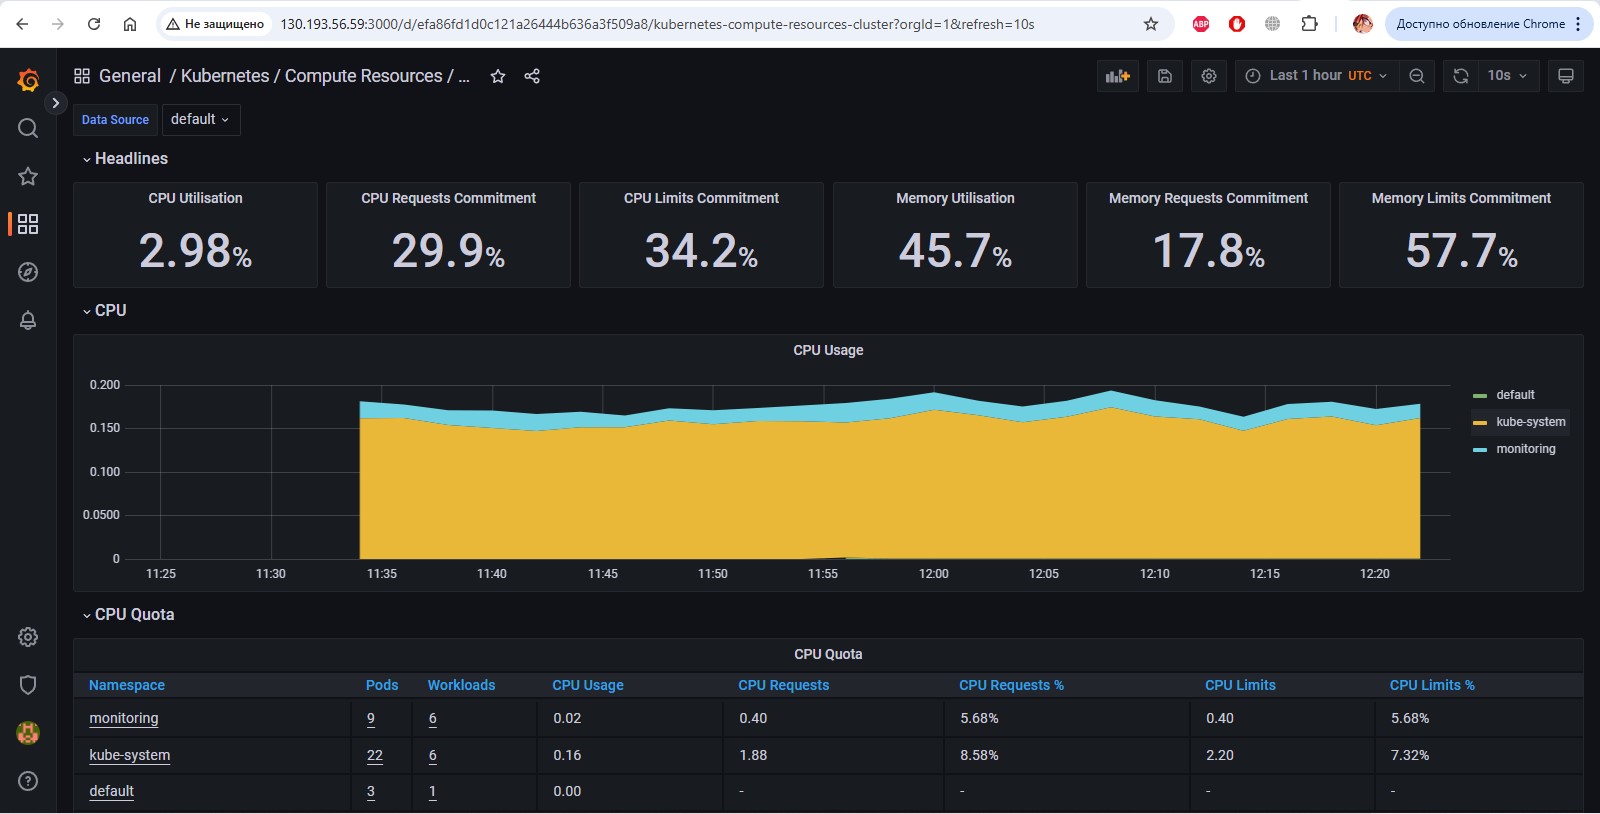 Не защищено 130.193.56.59:3000/d/efa86fd1d0c121a26444b636a3f509a8/kubernetes-compute-resources-cluster?orgId=1&refresh=10s ABP Доступно обновление Chrome
General / Kubernetes / Compute Resources / ... Last 1 hour UTC 10s
Data Source default
Headlines
CPU Utilisation CPU Requests Commitment CPU Limits Commitment Memory Utilisation Memory Requests Commitment Memory Limits Commitment
2.98% 29.9% 34.2% 45.7% 17.8% 57.7%
CPU
CPU Usage
0.200
0.150
0.100
0.0500
0
11:25 11:30 11:35 11:40 11:45 11:50 11:55 12:00 12:05 12:10 12:15 12:20
default
kube-system
monitoring
CPU Quota
CPU Quota
Namespace Pods Workloads CPU Usage CPU Requests CPU Requests % CPU Limits CPU Limits %
monitoring 9 6 0.02 0.40 5.68% 0.40 5.68%
kube-system 22 6 0.16 1.88 8.58% 2.20 7.32%
default 3 1 0.00 - - - -